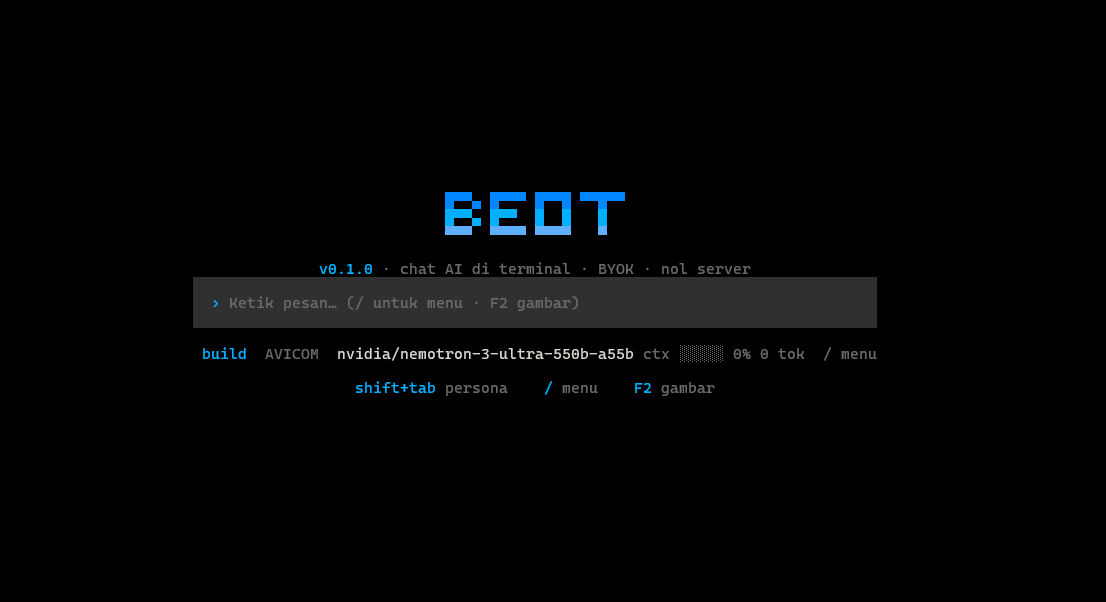 BEOT
v0.1.0 · chat AI di terminal · BYOK · nol server
› Ketik pesan… (/ untuk menu · F2 gambar)
build AVICOM nvidia/nemotron-3-ultra-550b-a55b ctx ░░░░░ 0% 0 tok / menu
shift+tab persona / menu F2 gambar